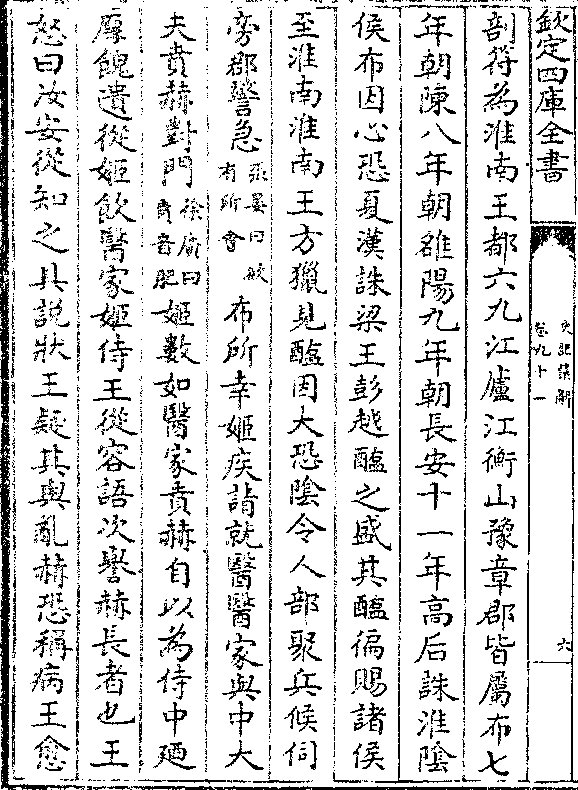 欽定四庫全書
史記集解
卷九十一
六
剖符為淮南王都六九江廬江衡山豫章郡皆屬布七
年朝陳八年朝雒陽九年朝長安十一年高后誅淮陰
侯布因心恐夏漢誅梁王彭越醢之盛其醢徧賜諸侯
至淮南淮南王方獵見醢因大恐陰令人部聚兵候伺
旁郡警急張晏曰欲有所會布所幸姬疾詣就醫醫家與中大
夫賁赫對門徐廣曰賁音肥姬數如醫家賁赫自以為侍中廼
厚餽遺從姬飲醫家姬侍王從容語次譽赫長者也王
怒曰汝安從知之具説狀王疑其與亂赫恐稱病王愈